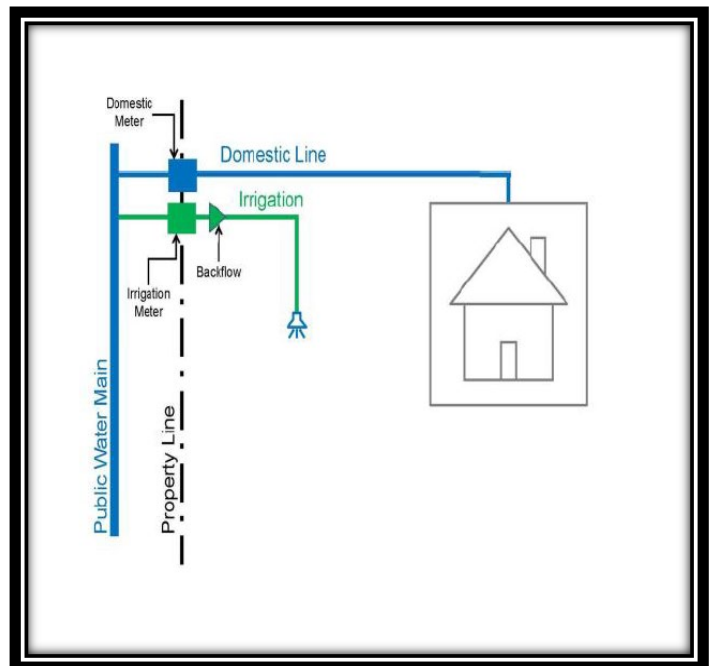 Domestic
Meter
Domestic Line
Irrigation
Backflow
Irrigation
Meter
Public Water Main
Property Line